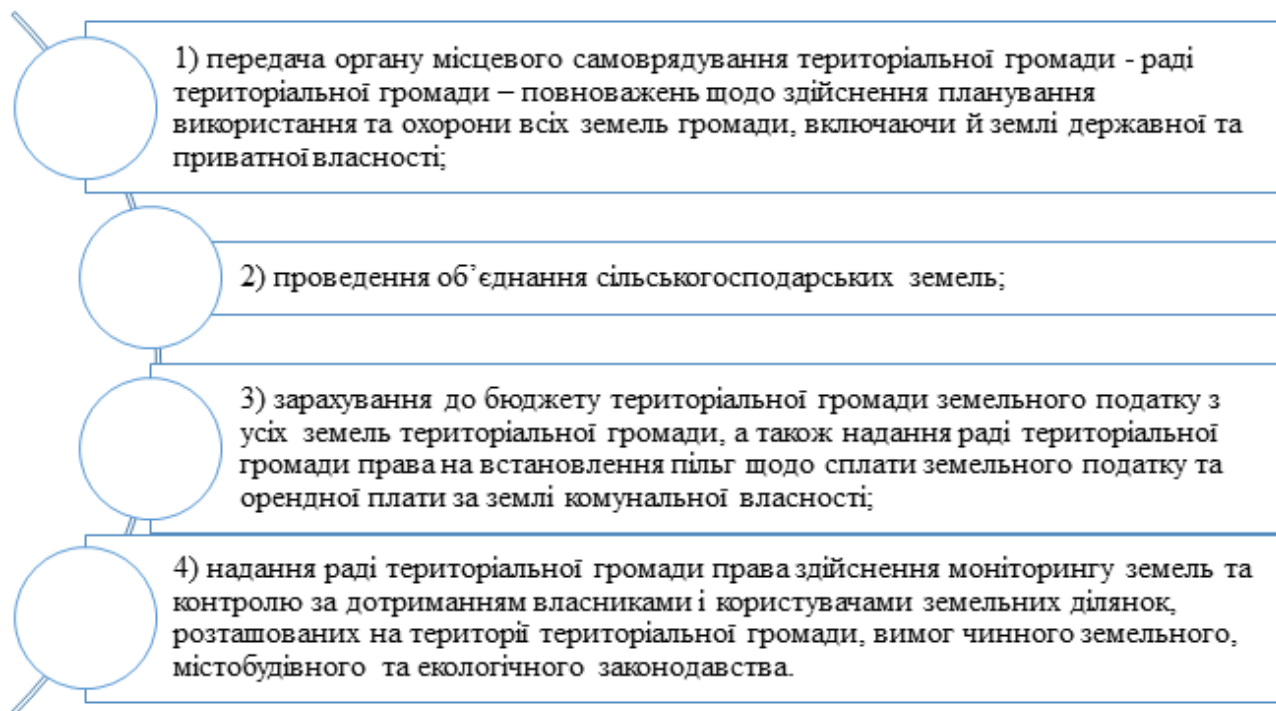 1) передача органу місцевого самоврядування територіальної громади - раді
територіальної громади – повноважень щодо здійснення планування
використання та охорони всіх земель громади, включаючи й землі державної та
приватної власності;
2) проведення об’єднання сільськогосподарських земель;
3) зарахування до бюджету територіальної громади земельного податку з
усіх земель територіальної громади, а також надання раді територіальної
громади права на встановлення пільг щодо сплати земельного податку та
орендної плати за землі комунальної власності;
4) надання раді територіальної громади права здійснення моніторингу земель та
контролю за дотриманням власниками і користувачами земельних ділянок,
розташованих на території територіальної громади, вимог чинного земельного,
містобудівного та екологічного законодавства.